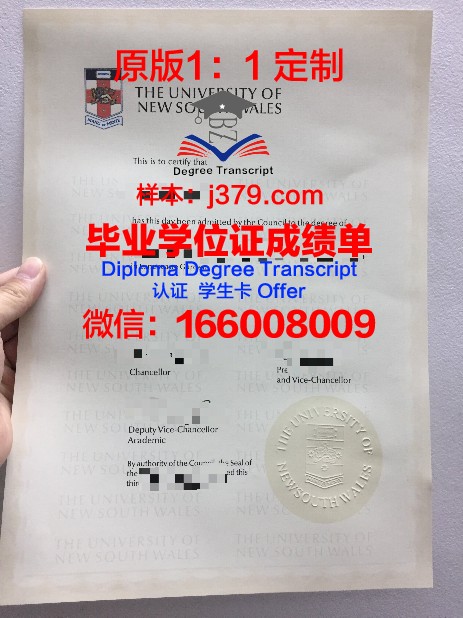 原版1：1 定制
THE UNIVERSITY OF
NEW SOUTH WALES
This is to certify that
Degree Transcript
样本：j379.com
has this day been admitted by the Council to the degree of
毕业学位证成绩单
Diploma Degree Transcript
认证 学生卡 Offer
微信：166008009
Chancellor
and Vice-Chancellor
Deputy Vice-Chancellor
Academic
By authority of the Council the Seal of
the
this
THE UNIVERSITY OF
NEW SOUTH WALES